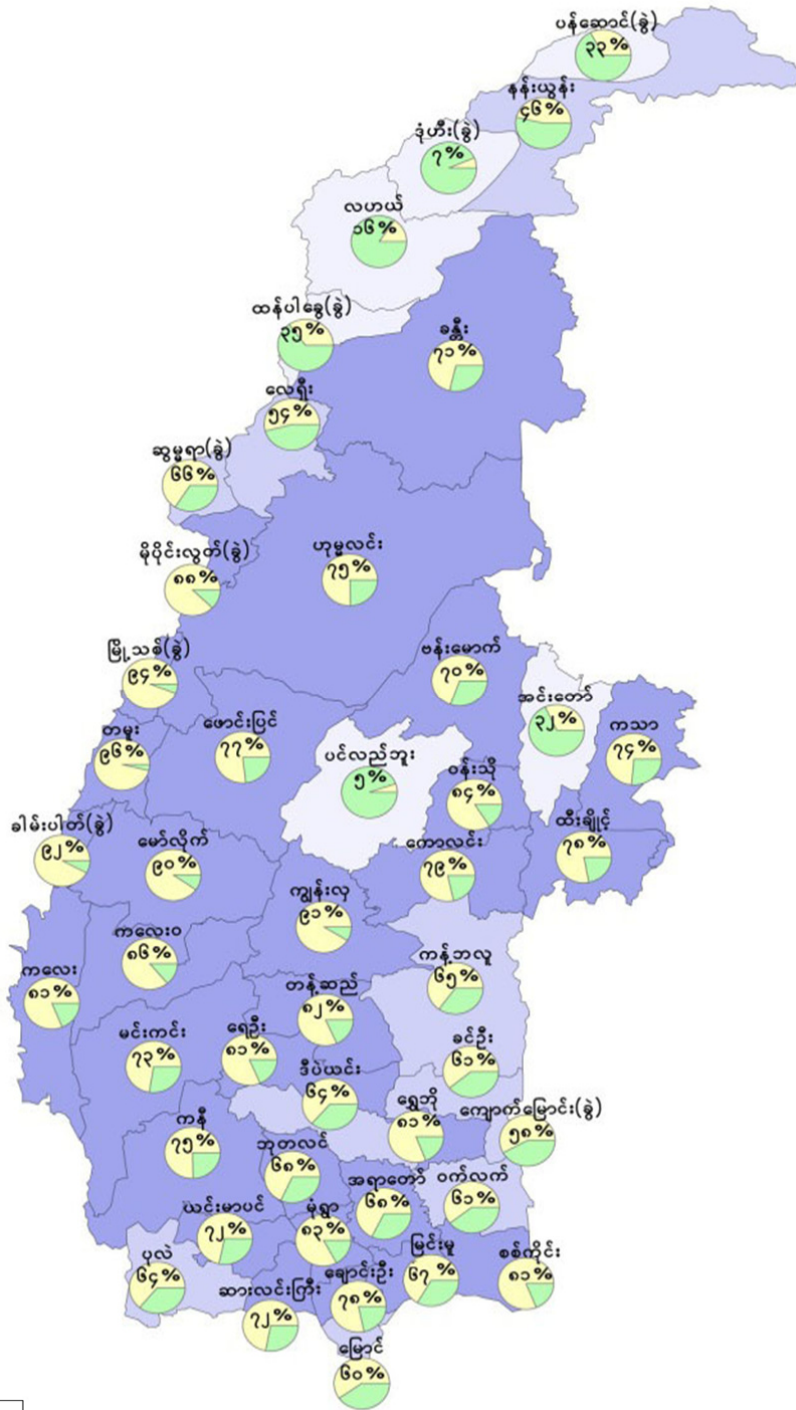 ပန်ဆောင်(ခွဲ)
၃၃%
နန်းယွန်း
၄၆%
ဒုံဟီး(ခွဲ)
၇%
လဟယ်
၁၆%
ထန်ပါခွေ(ခွဲ)
၃၅%
ခန္တီး
၇၁%
လေရှီး
၅၄%
ဆွမ္မရာ(ခွဲ)
၆၆%
မိုပိုင်းလွတ်(ခွဲ)
၈၈%
ဟုမ္မလင်း
၇၅%
မြို့သစ်(ခွဲ)
၉၄%
ဗန်းမောက်
၇၀%
အင်းတော်
၃၂%
ကသာ
၇၄%
တမူး
၉၆%
ဖောင်းပြင်
၇၇%
ပင်လည်ဘူး
၅%
ဝန်းသို
၈၄%
ခါမ်းပါတ်(ခွဲ)
၉၂%
မော်လိုက်
၉၀%
ကောလင်း
၇၉%
ထီးချိုင့်
၇၈%
ကျွန်းလှ
၉၁%
ကလေးဝ
၈၆%
ကလေး
၈၁%
ကန့်ဘလူ
၆၅%
တန့်ဆည်
၈၂%
မင်းကင်း
၇၃%
ရေဦး
၈၁%
ခင်ဦး
၆၁%
ဒီပဲယင်း
၆၄%
ရွှေဘို
၈၁%
ကျောက်မြောင်း(ခွဲ)
၅၈%
ကနီ
၇၅%
ဘုတလင်
၆၈%
အရာတော်
၆၈%
ဝက်လက်
၆၁%
ယင်းမာပင်
၇၂%
မုံရွာ
၈၃%
မြင်းမူ
၆၇%
စစ်ကိုင်း
၈၁%
ပုလဲ
၆၄%
ဆားလင်းကြီး
၇၂%
ချောင်းဦး
၇၈%
မြောင်
၆၀%